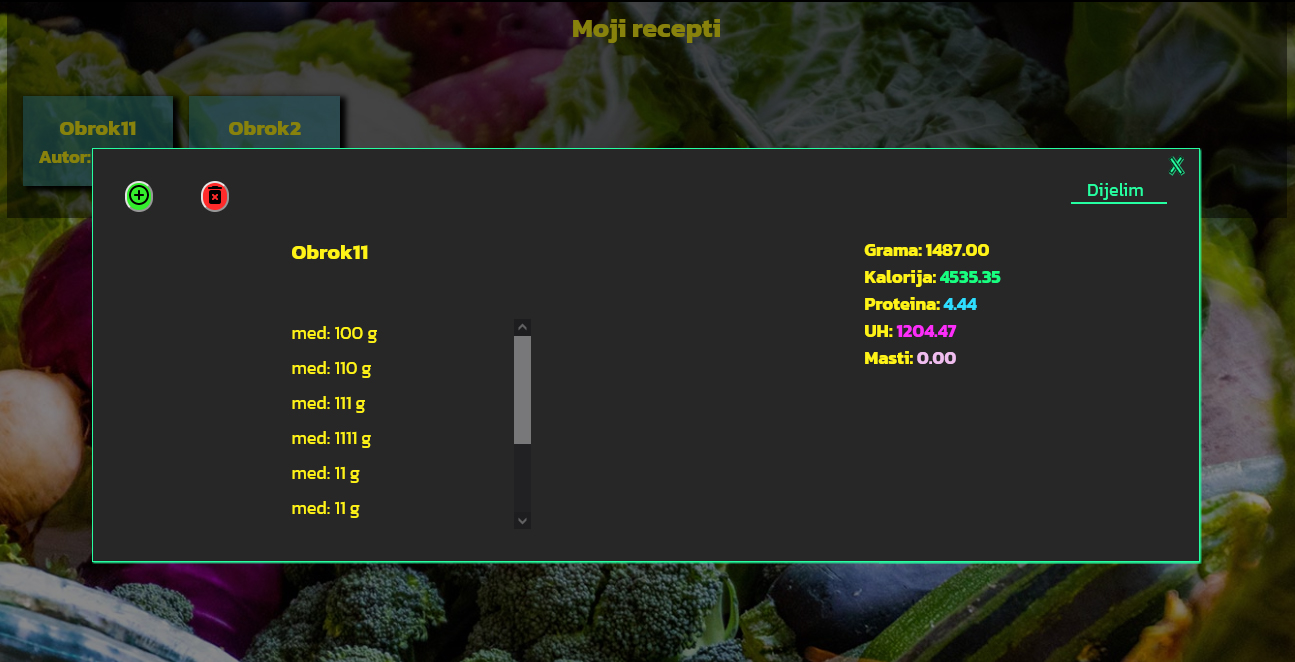 Moji recepti
Obrok11
Obrok2
Autor:
X
Dijelim
Obrok11
med: 100 g
med: 110 g
med: 111 g
med: 1111 g
med: 11 g
med: 11 g
Grama: 1487.00
Kalorija: 4535.35
Proteina: 4.44
UH: 1204.47
Masti: 0.00